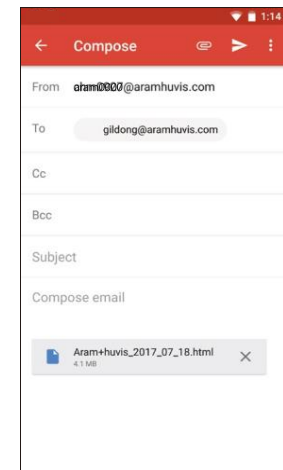 1:14
Compose
From @aramhuvis.com
To gildong@aramhuvis.com
Cc
Bcc
Subject
Compose email
Aram+huvis_2017_07_18.html
4.1 MB